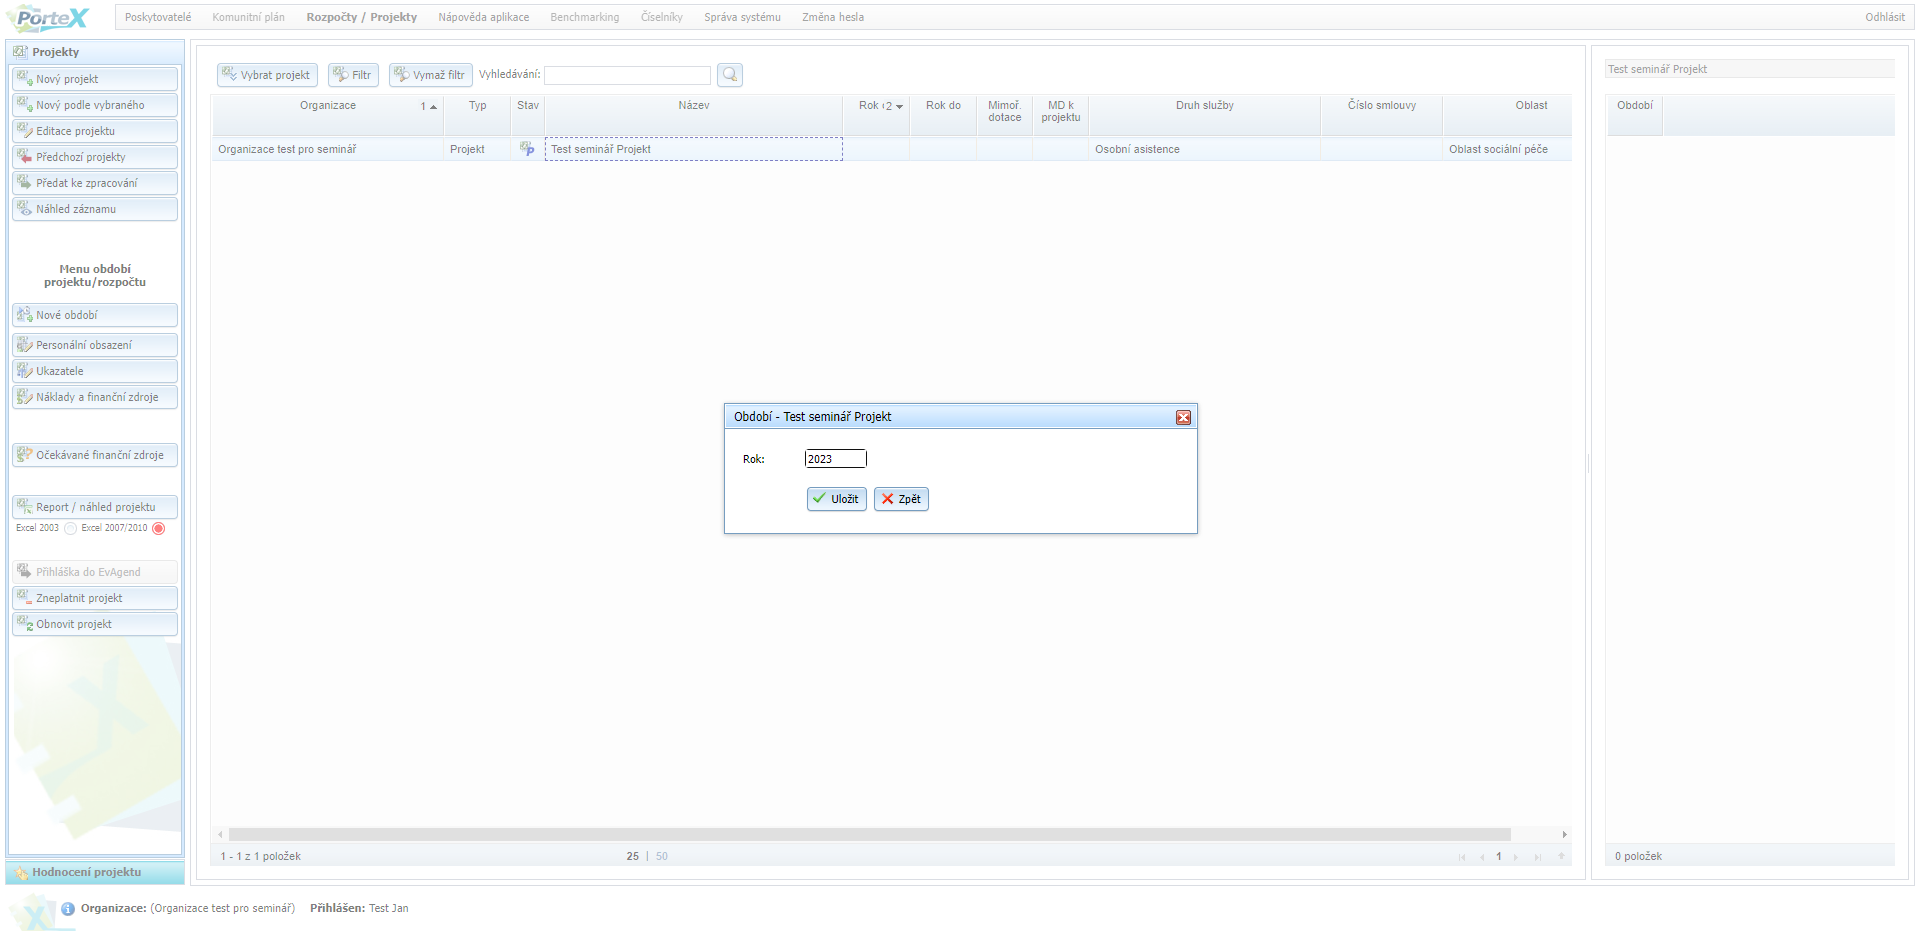 PorteX
Poskytovatelé Komunitní plán Rozpočty / Projekty Nápověda aplikace Benchmarking Číselníky Správa systému Změna hesla Odhlásit
Projekty
Nový projekt
Nový podle vybraného
Editace projektu
Předchozí projekty
Předat ke zpracování
Náhled záznamu
Menu období
projektu/rozpočtu
Nové období
Personální obsazení
Ukazatele
Náklady a finanční zdroje
Očekávané finanční zdroje
Report / náhled projektu
Excel 2003 Excel 2007/2010
Přihláška do EvAgend
Zneplatnit projekt
Obnovit projekt
Hodnocení projektu
Vybrat projekt Filtr Vymaž filtr Vyhledávání:
Organizace 1 Typ Stav Název Rok 2 Rok do Mimoř. dotace MD k projektu Druh služby Číslo smlouvy Oblast
Organizace test pro seminář Projekt P Test seminář Projekt Osobní asistence Oblast sociální péče
Období - Test seminář Projekt
Rok: 2023
Uložit Zpět
1 - 1 z 1 položek 25 | 50 1
Test seminář Projekt
Období
0 položek
Organizace: (Organizace test pro seminář) Přihlášen: Test Jan